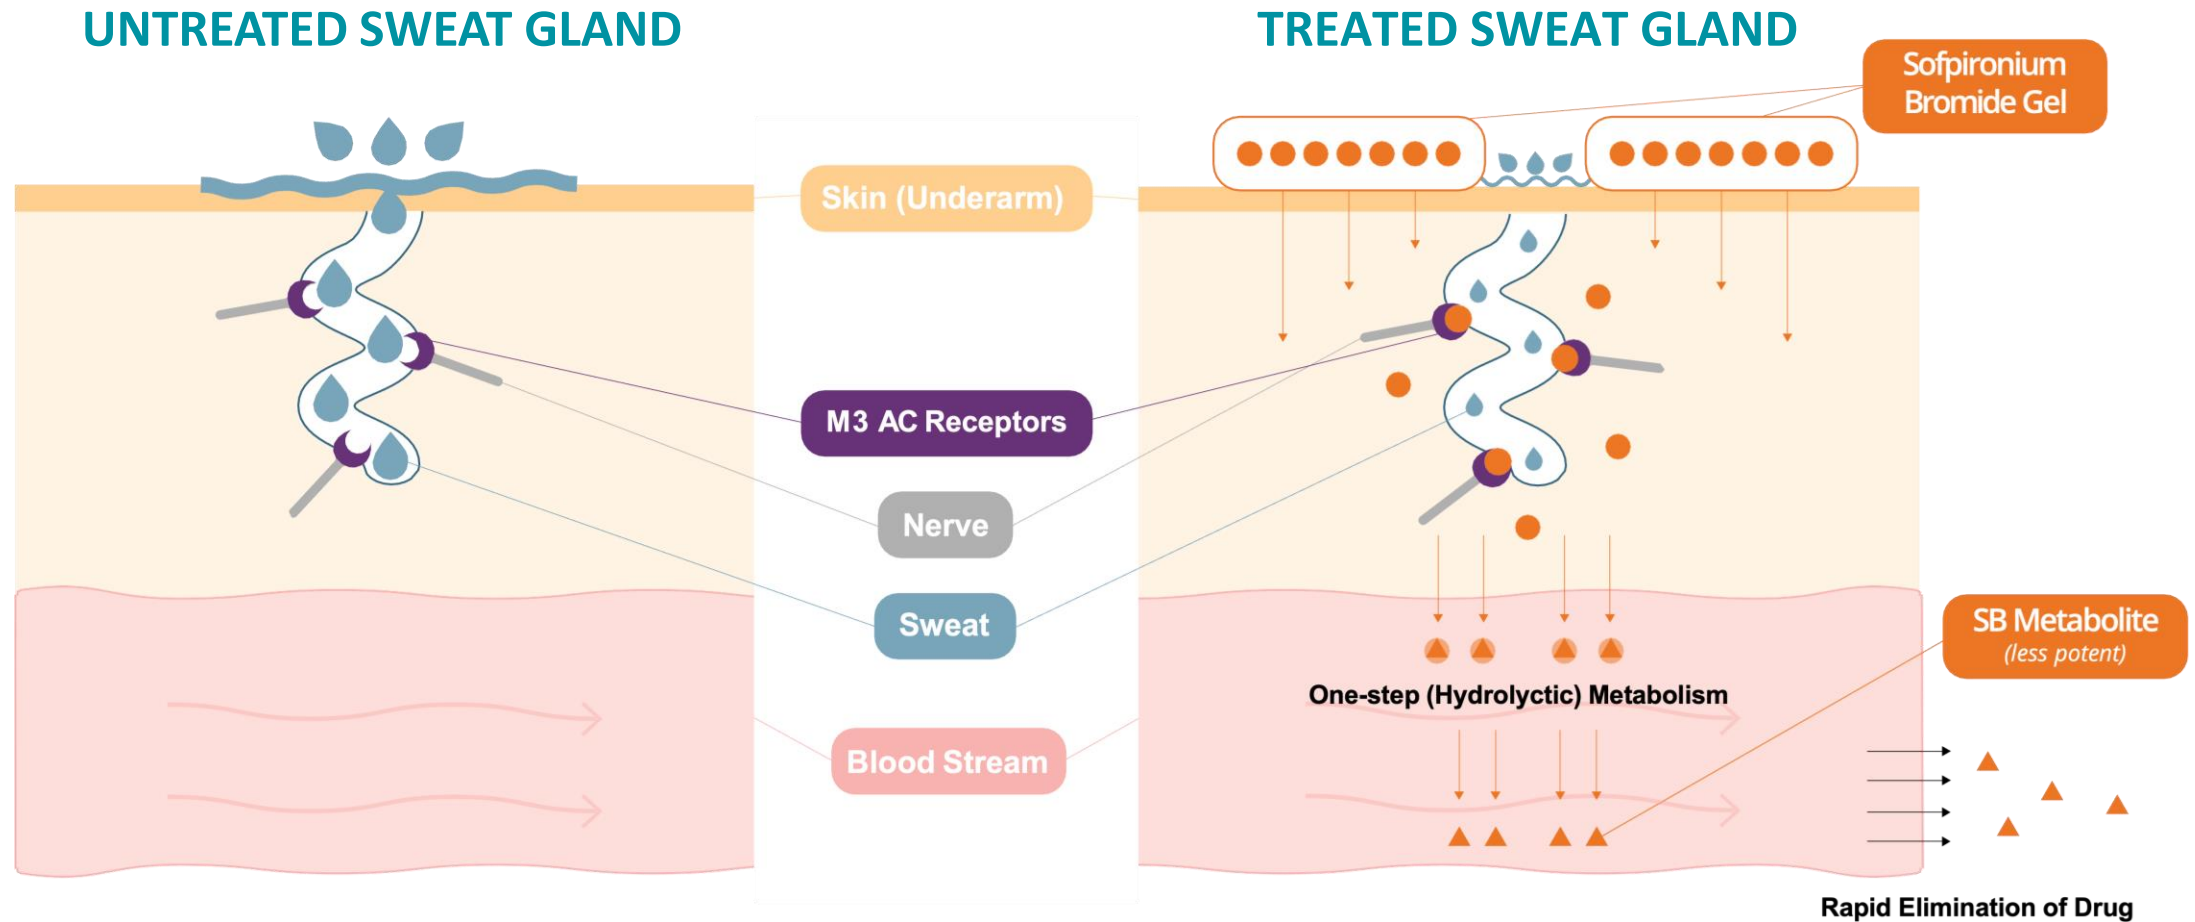 UNTREATED SWEAT GLAND
TREATED SWEAT GLAND
Sofpironium
Bromide Gel
Skin (Underarm)
M3 AC Receptors
Nerve
Sweat
Blood Stream
SB Metabolite
(less potent)
One-step (Hydrolyctic) Metabolism
Rapid Elimination of Drug